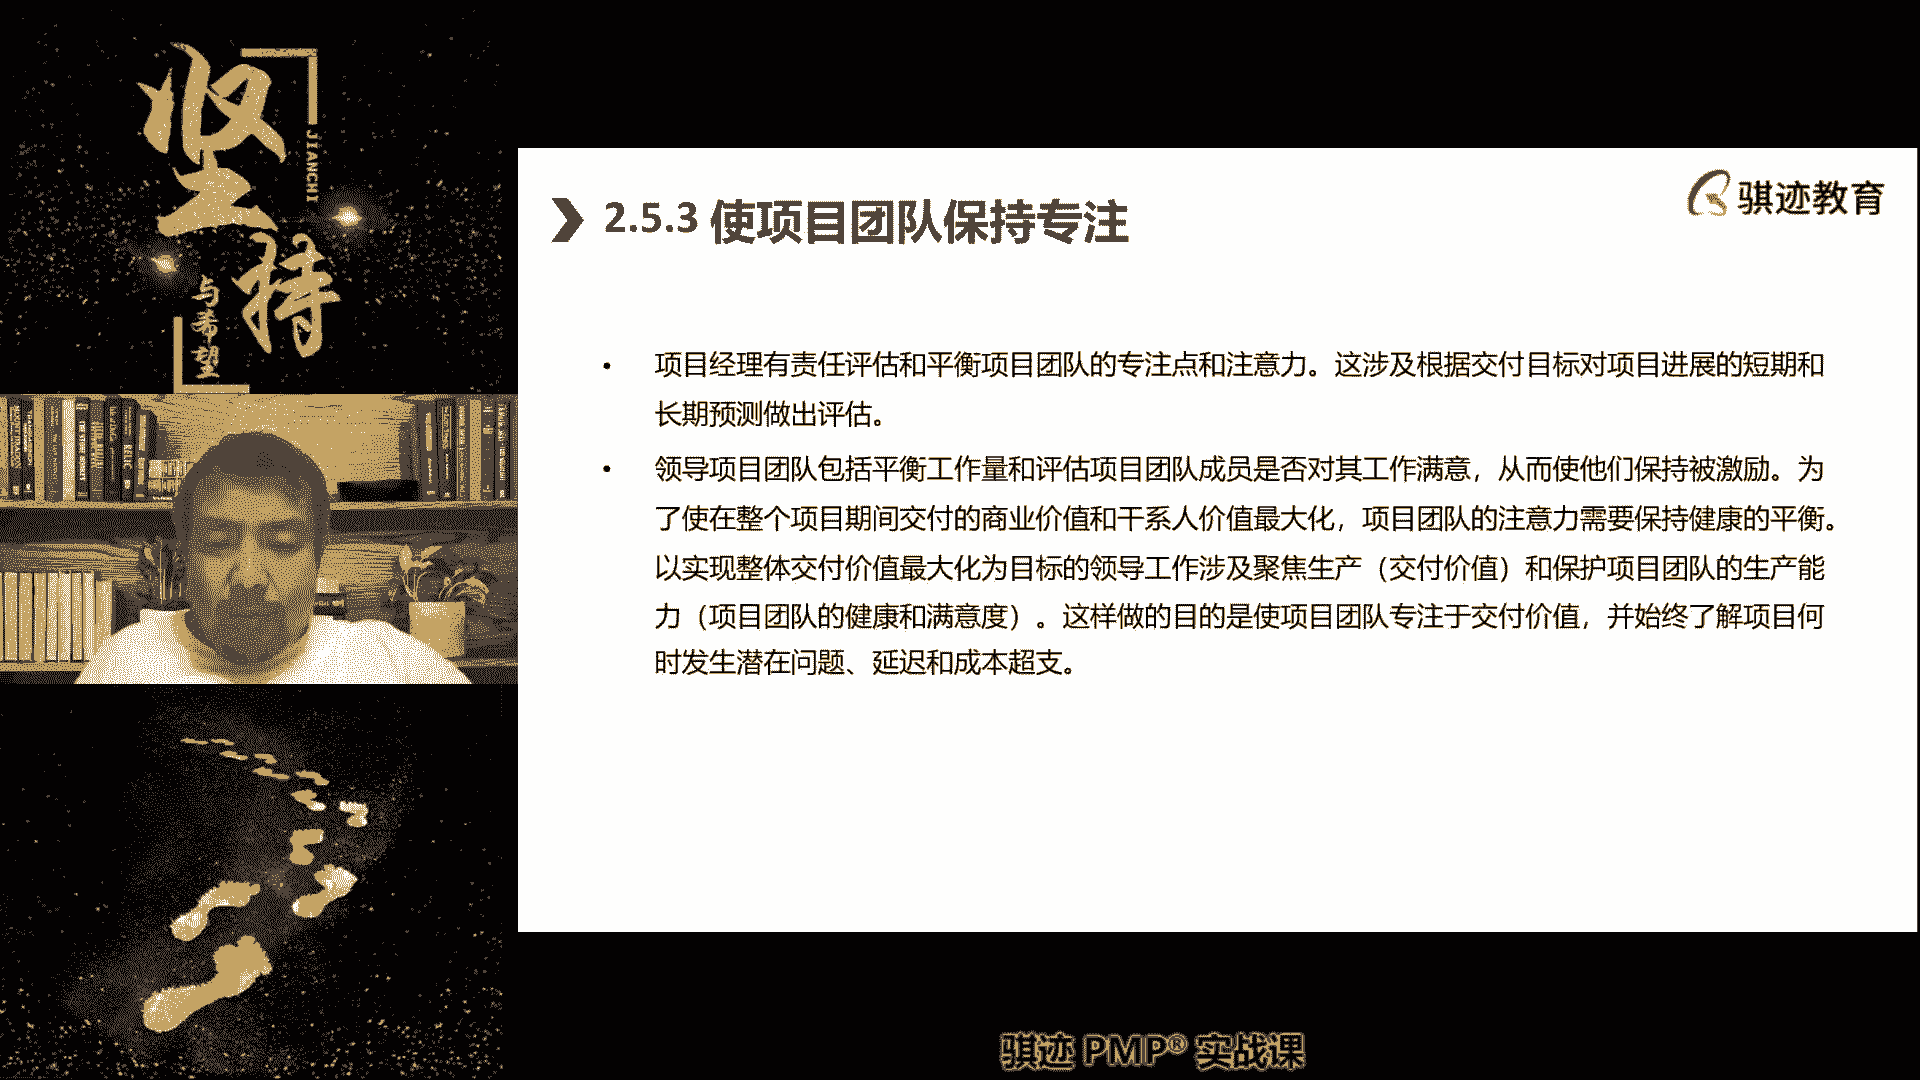 坚持
JIANCHI
与希望
骐迹教育
2.5.3 使项目团队保持专注
• 项目经理有责任评估和平衡项目团队的专注点和注意力。这涉及根据交付目标对项目进展的短期和
长期预测做出评估。
• 领导项目团队包括平衡工作量和评估项目团队成员是否对其工作满意，从而使他们保持被激励。为
了使在整个项目期间交付的商业价值和干系人价值最大化，项目团队的注意力需要保持健康的平衡。
以实现整体交付价值最大化为目标的领导工作涉及聚焦生产（交付价值）和保护项目团队的生产能
力（项目团队的健康和满意度）。这样做的目的是使项目团队专注于交付价值，并始终了解项目何
时发生潜在问题、延迟和成本超支。
骐迹 PMP® 实战课